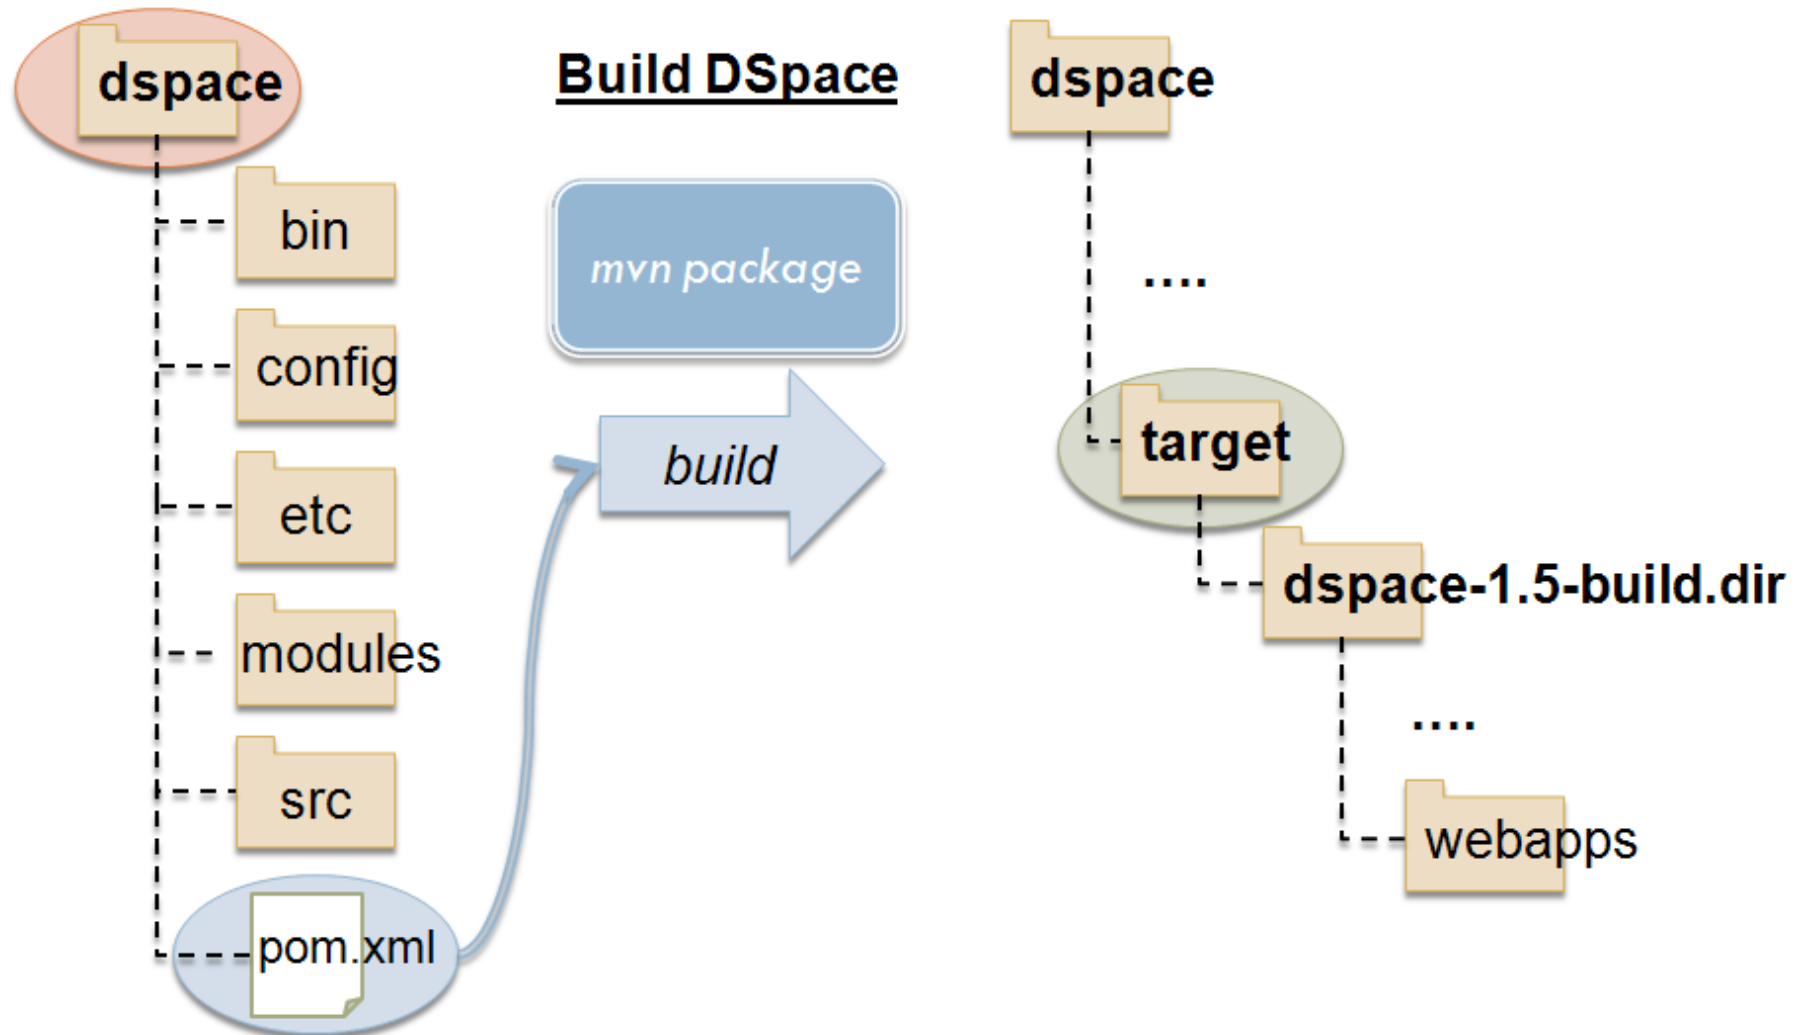 dspace
bin
config
etc
modules
src
pom.xml
Build DSpace
mvn package
build
dspace
....
target
dspace-1.5-build.dir
....
webapps